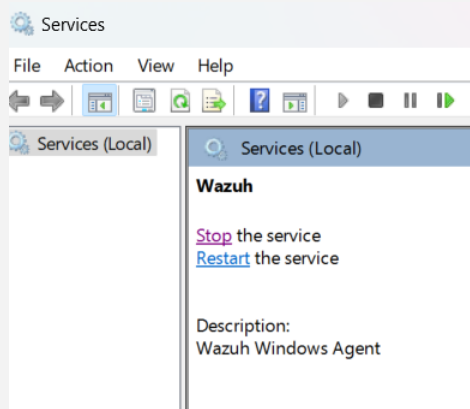 Services
File Action View Help
Services (Local)
Services (Local)
Wazuh
Stop the service
Restart the service
Description:
Wazuh Windows Agent